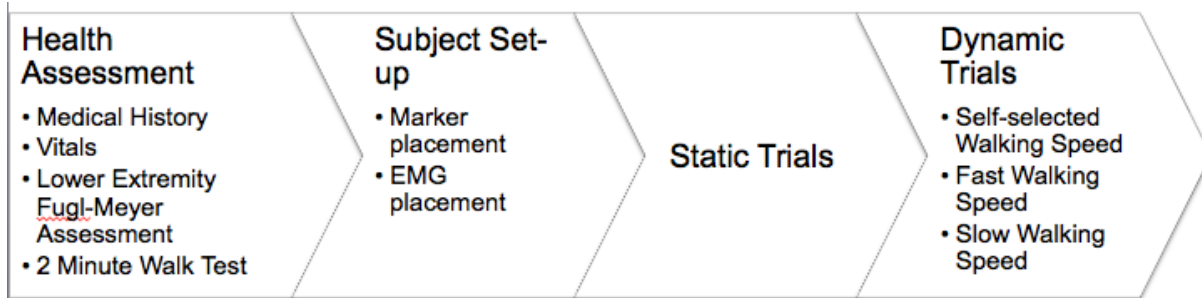 Health
Assessment
• Medical History
• Vitals
• Lower Extremity
Fugl-Meyer
Assessment
• 2 Minute Walk Test
Subject Set-
up
• Marker
placement
• EMG
placement
Static Trials
Dynamic
Trials
• Self-selected
Walking Speed
• Fast Walking
Speed
• Slow Walking
Speed